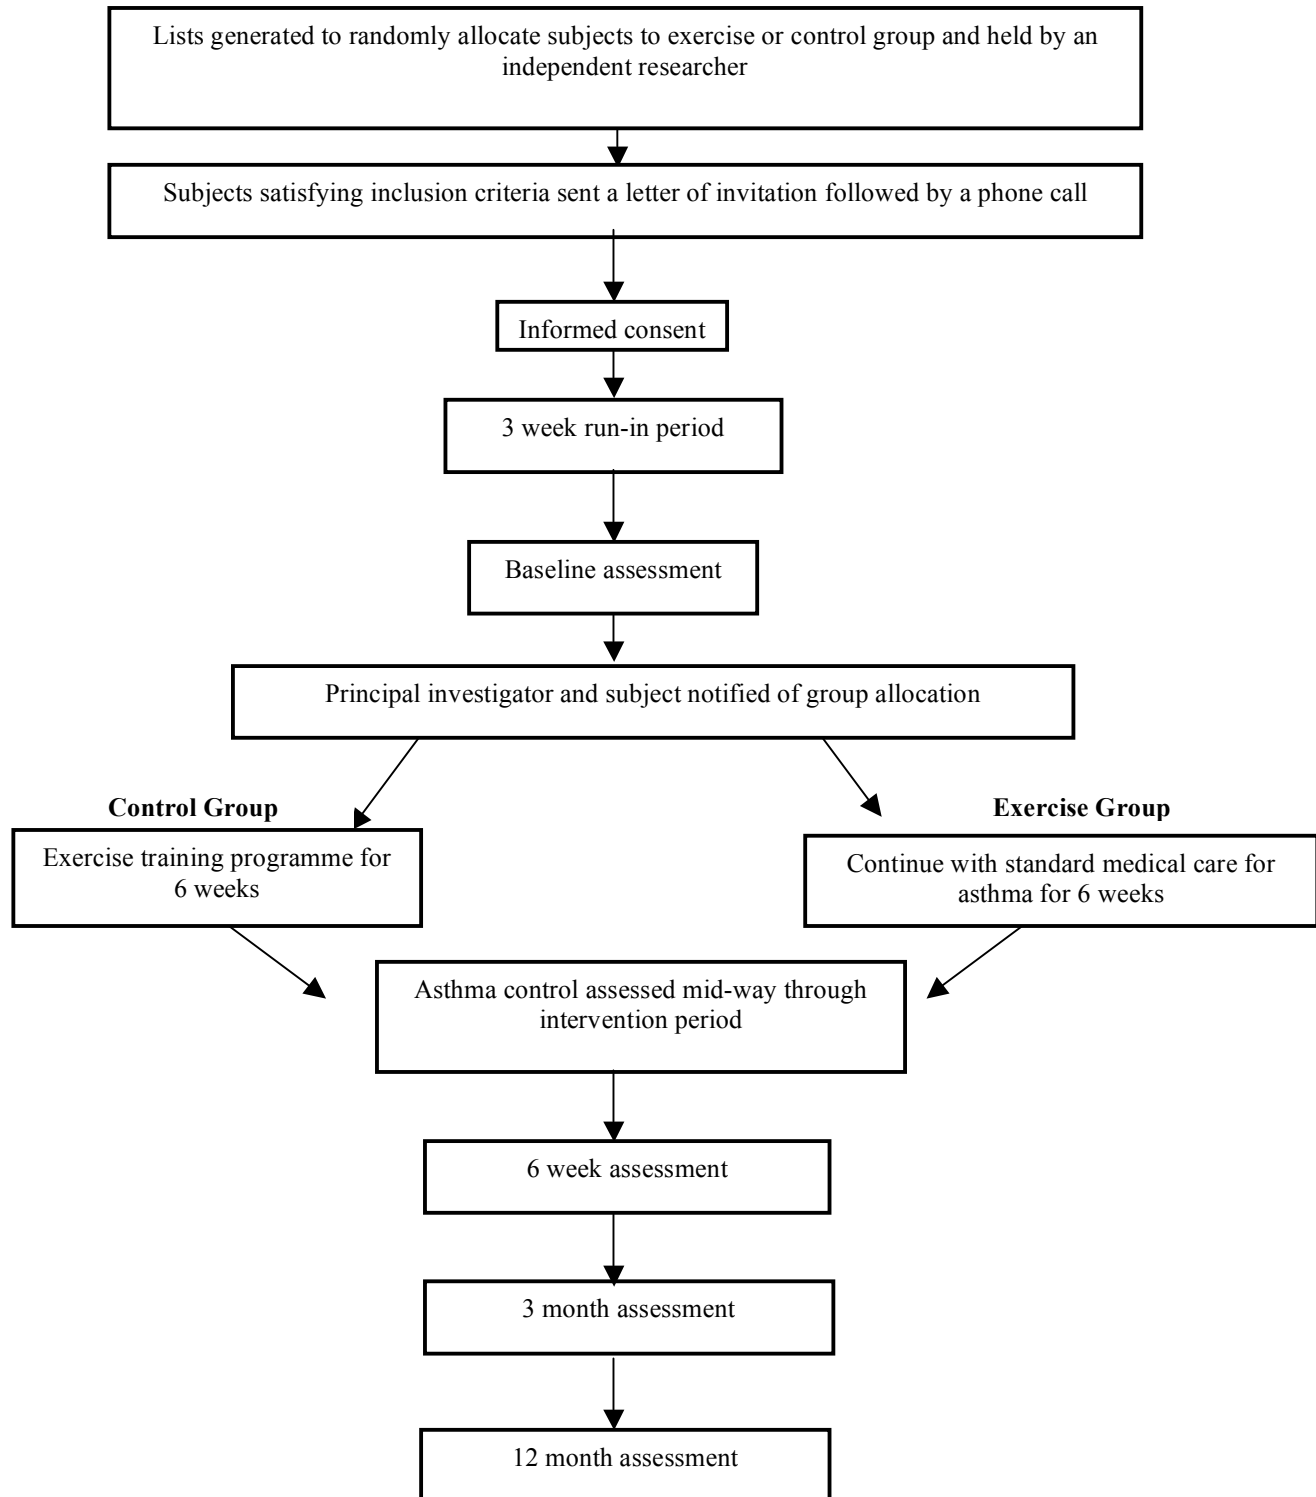 Lists generated to randomly allocate subjects to exercise or control group and held by an
independent researcher
Subjects satisfying inclusion criteria sent a letter of invitation followed by a phone call
Informed consent
3 week run-in period
Baseline assessment
Principal investigator and subject notified of group allocation
Control Group
Exercise training programme for
6 weeks
Exercise Group
Continue with standard medical care for
asthma for 6 weeks
Asthma control assessed mid-way through
intervention period
6 week assessment
3 month assessment
12 month assessment